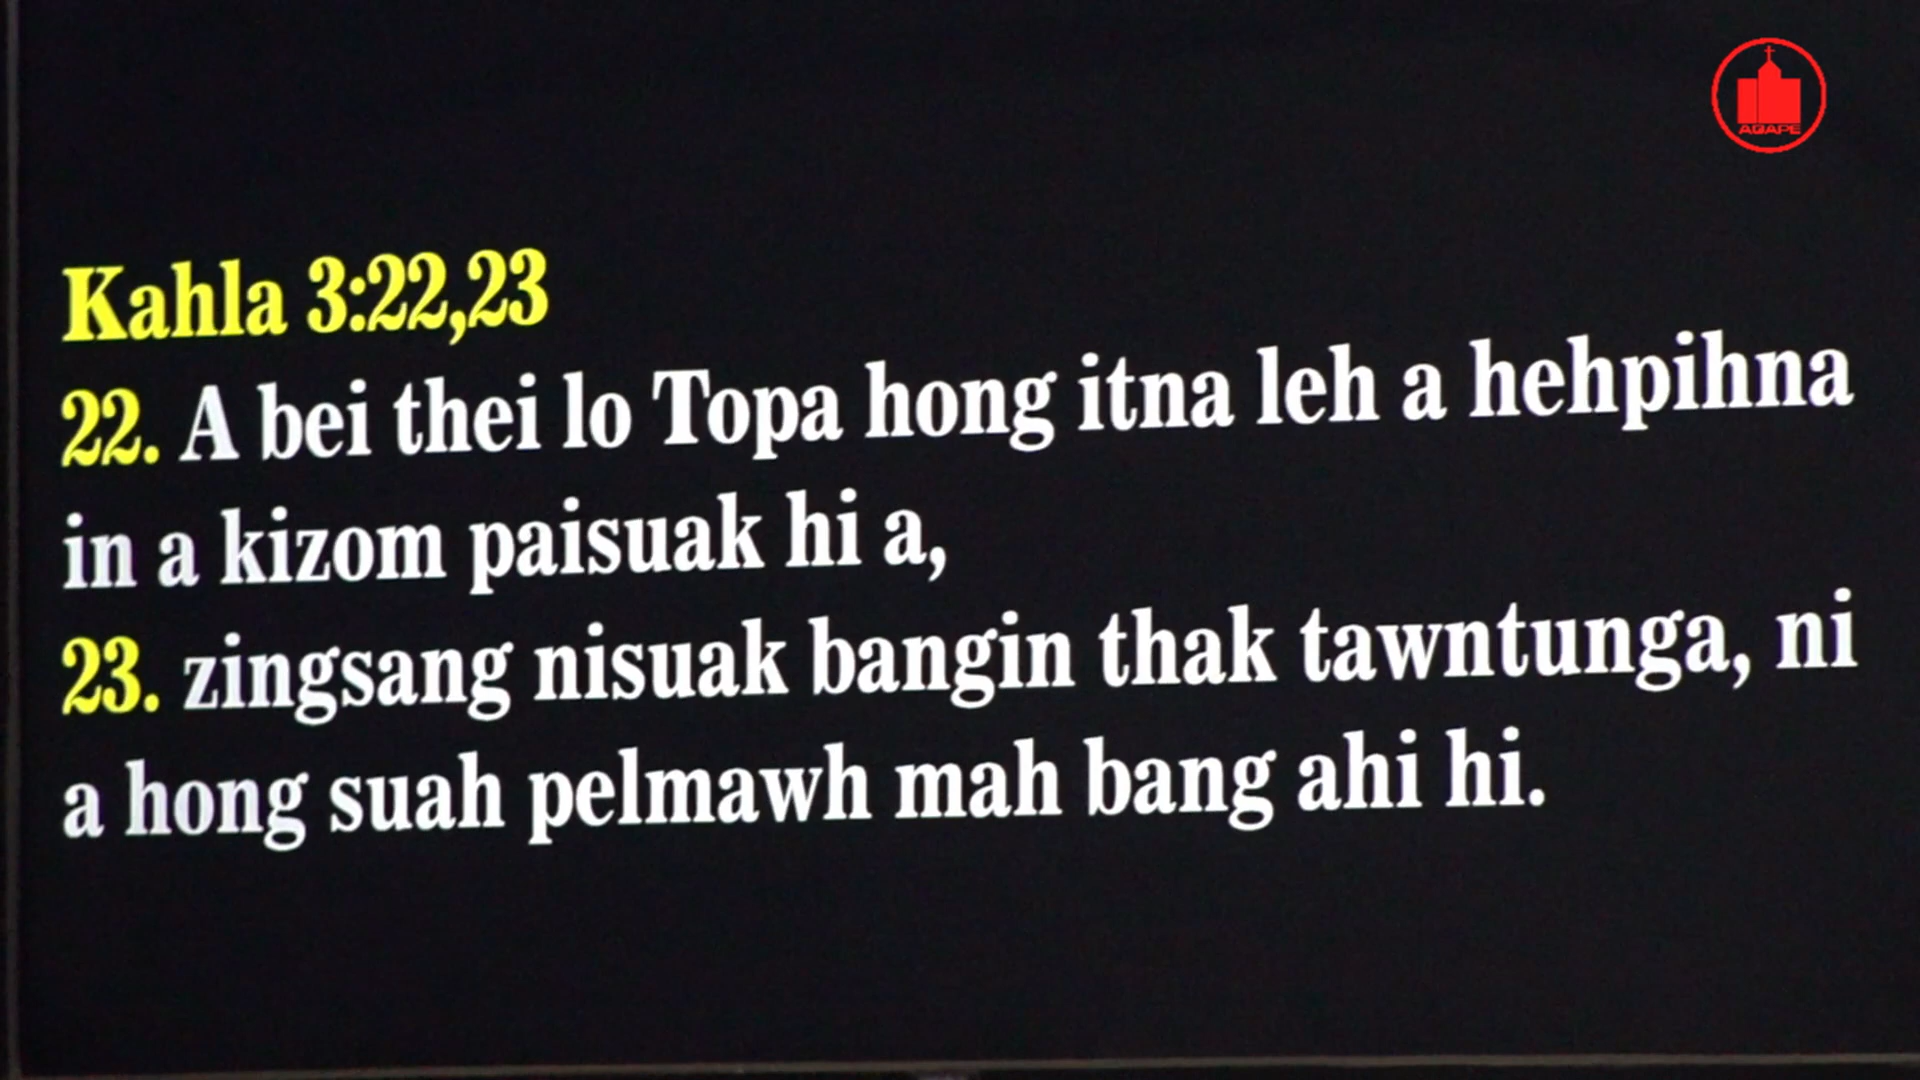 AGAPE
Kahla 3:22,23
22. A bei thei lo Topa hong itna leh a hehpihna
in a kizom paisuak hi a,
23. zingsang nisuak bangin thak tawntunga, ni
a hong suah pelmawh mah bang ahi hi.